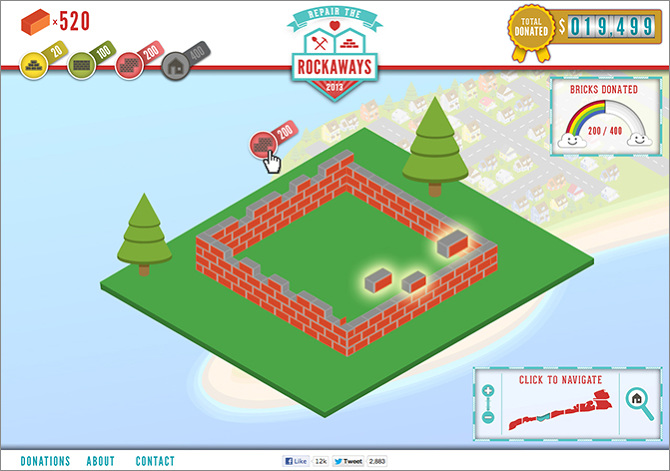 ×520
20
100
200
400
REPAIR THE
ROCKAWAYS
2013
TOTAL
DONATED
$ 019,499
BRICKS DONATED
200 / 400
200
CLICK TO NAVIGATE
DONATIONS
ABOUT
CONTACT
Like
12k
Tweet
2,883